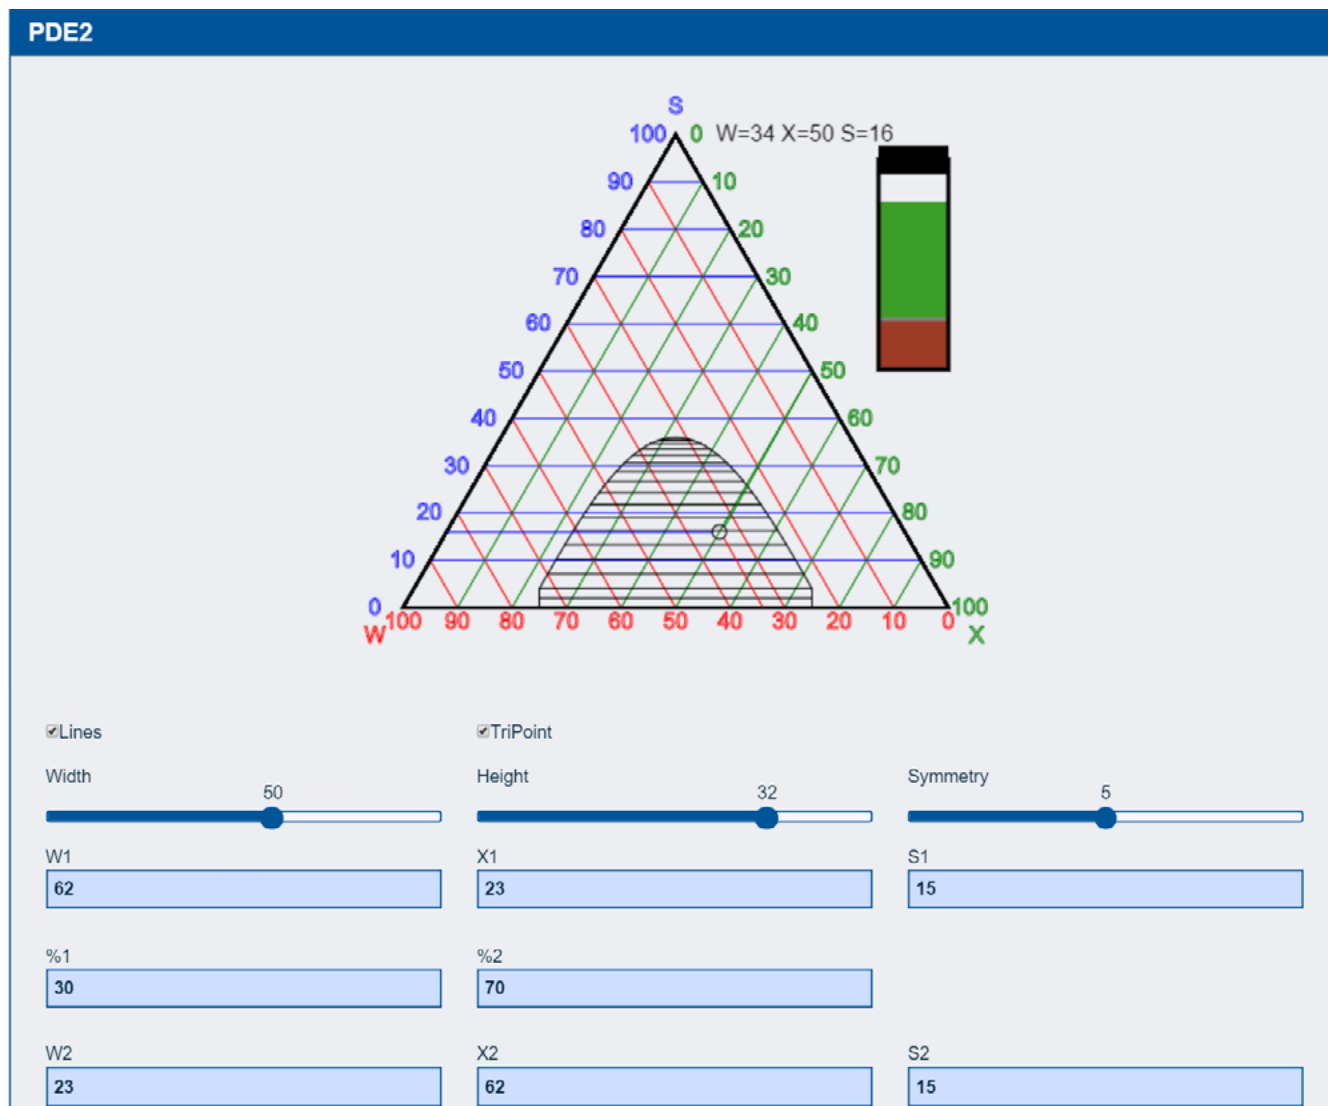 PDE2
S
100 0 W=34 X=50 S=16
90 10
80 20
70 30
60 40
50 50
40 60
30 70
20 80
10 90
0 100
W 100 90 80 70 60 50 40 30 20 10 0 X
Lines TriPoint
Width Height Symmetry
50 32 5
W1 X1 S1
62 23 15
%1 %2
30 70
W2 X2 S2
23 62 15